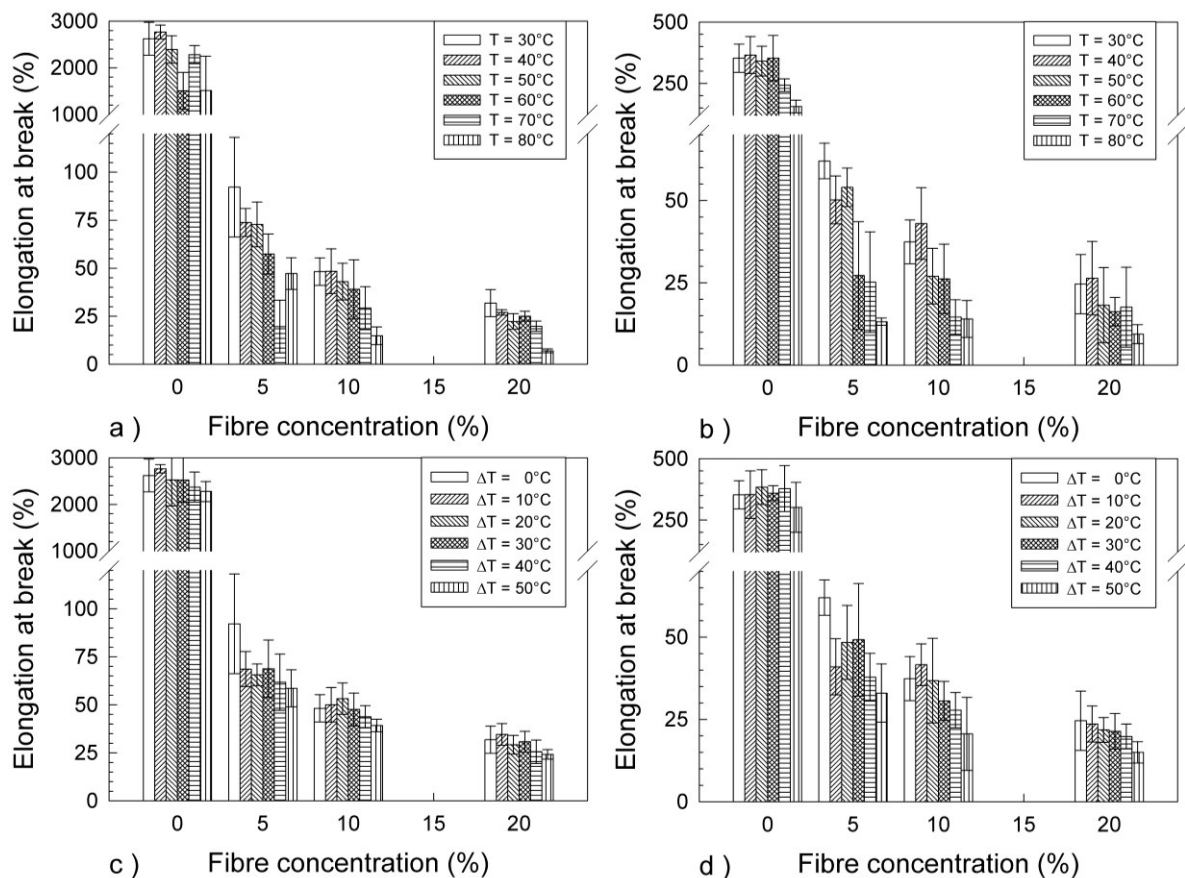 Elongation at break (%)
3000
2000
1000
100
75
50
25
0
T = 30°C
T = 40°C
T = 50°C
T = 60°C
T = 70°C
T = 80°C
0 5 10 15 20
a ) Fibre concentration (%)
Elongation at break (%)
500
250
50
25
0
T = 30°C
T = 40°C
T = 50°C
T = 60°C
T = 70°C
T = 80°C
0 5 10 15 20
b ) Fibre concentration (%)
Elongation at break (%)
3000
2000
1000
100
75
50
25
0
ΔT = 0°C
ΔT = 10°C
ΔT = 20°C
ΔT = 30°C
ΔT = 40°C
ΔT = 50°C
0 5 10 15 20
c ) Fibre concentration (%)
Elongation at break (%)
500
250
50
25
0
ΔT = 0°C
ΔT = 10°C
ΔT = 20°C
ΔT = 30°C
ΔT = 40°C
ΔT = 50°C
0 5 10 15 20
d ) Fibre concentration (%)